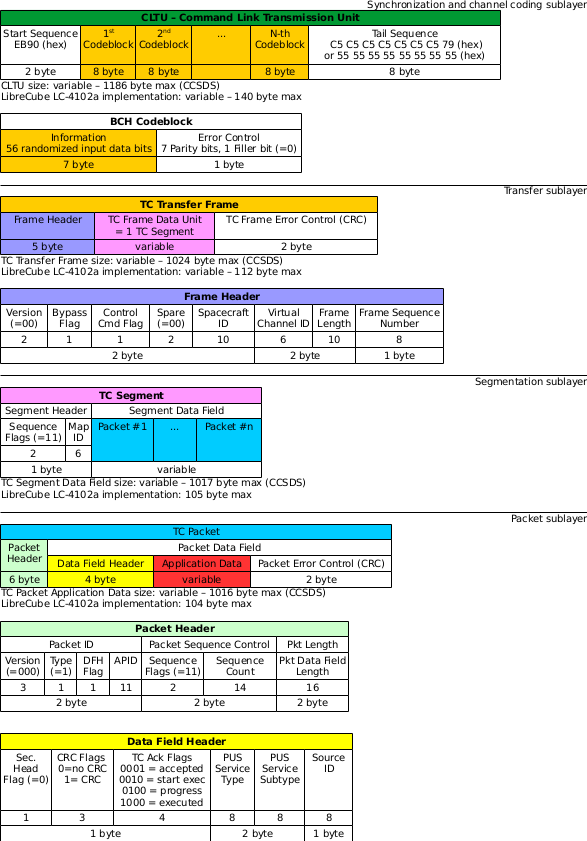 Synchronization and channel coding sublayer
CLTU – Command Link Transmission Unit
Start Sequence 1st 2nd ... N-th Tail Sequence
EB90 (hex) Codeblock Codeblock Codeblock C5 C5 C5 C5 C5 C5 C5 79 (hex)
or 55 55 55 55 55 55 55 55 (hex)
2 byte 8 byte 8 byte 8 byte 8 byte
CLTU size: variable – 1186 byte max (CCSDS)
LibreCube LC-4102a implementation: variable – 140 byte max
BCH Codeblock
Information Error Control
56 randomized input data bits 7 Parity bits, 1 Filler bit (=0)
7 byte 1 byte
Transfer sublayer
TC Transfer Frame
Frame Header TC Frame Data Unit TC Frame Error Control (CRC)
= 1 TC Segment
5 byte variable 2 byte
TC Transfer Frame size: variable – 1024 byte max (CCSDS)
LibreCube LC-4102a implementation: variable – 112 byte max
Frame Header
Version Bypass Control Spare Spacecraft Virtual Frame Frame Sequence
(=00) Flag Cmd Flag (=00) ID Channel ID Length Number
2 1 1 2 10 6 10 8
2 byte 2 byte 1 byte
Segmentation sublayer
TC Segment
Segment Header Segment Data Field
Sequence Map Packet #1 ... Packet #n
Flags (=11) ID
2 6
1 byte variable
TC Segment Data Field size: variable – 1017 byte max (CCSDS)
LibreCube LC-4102a implementation: 105 byte max
Packet sublayer
TC Packet
Packet Packet Data Field
Header Data Field Header Application Data Packet Error Control (CRC)
6 byte 4 byte variable 2 byte
TC Packet Application Data size: variable – 1016 byte max (CCSDS)
LibreCube LC-4102a implementation: 104 byte max
Packet Header
Packet ID Packet Sequence Control Pkt Length
Version Type DFH APID Sequence Sequence Pkt Data Field
(=000) (=1) Flag Flags (=11) Count Length
3 1 1 11 2 14 16
2 byte 2 byte 2 byte
Data Field Header
Sec. CRC Flags TC Ack Flags PUS PUS Source
Head 0=no CRC 0001 = accepted Service Service ID
Flag (=0) 1= CRC 0010 = start exec Type Subtype
0100 = progress
1000 = executed
1 3 4 8 8 8
1 byte 2 byte 1 byte